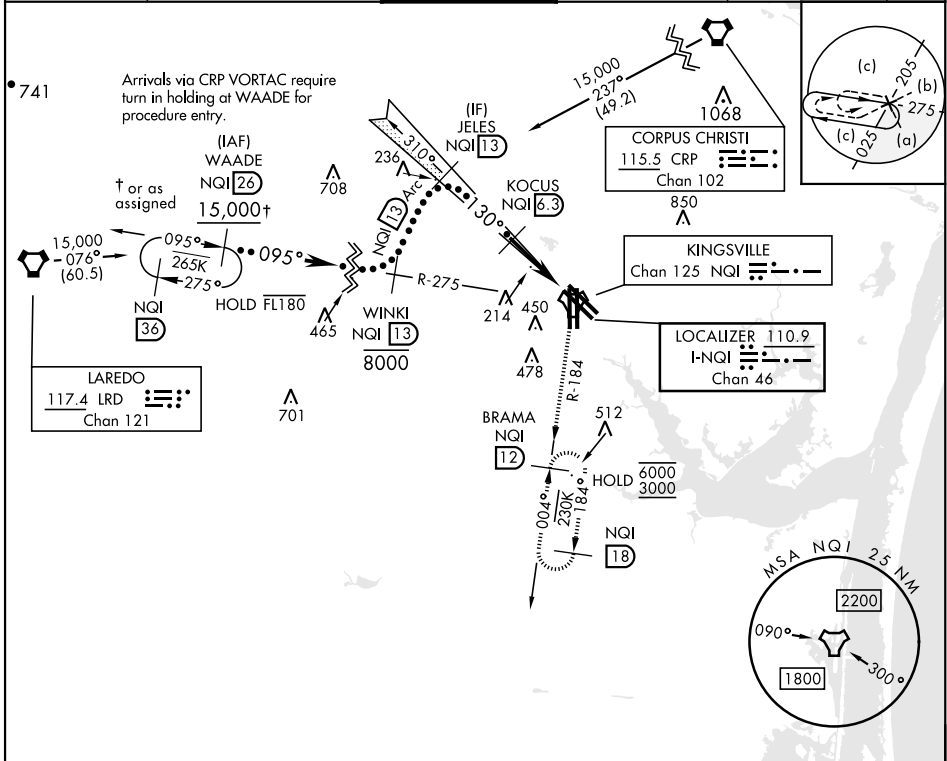 741
Arrivals via CRP VORTAC require
turn in holding at WAADE for
procedure entry.
(IAF)
WAADE
NQI 26
15,000†
† or as
assigned
15,000
076°
(60.5)
095°
265K
275°
HOLD FL180
NQI
36
095°
LAREDO
117.4 LRD
Chan 121
708
465
701
236
NQI 13 Arc
310°
(IF)
JELES
NQI 13
130°
KOCUS
NQI 6.3
R-275
WINKI
NQI 13
8000
214
450
478
15,000
237°
(49.2)
1068
CORPUS CHRISTI
115.5 CRP
Chan 102
850
KINGSVILLE
Chan 125 NQI
LOCALIZER 110.9
I-NQI
Chan 46
R-184
BRAMA
NQI
12
512
HOLD 6000
3000
004°
230K
184°
NQI
18
(c)
205
(b)
275
(a)
025
(c)
MSA NQI 25 NM
2200
090°
300°
1800